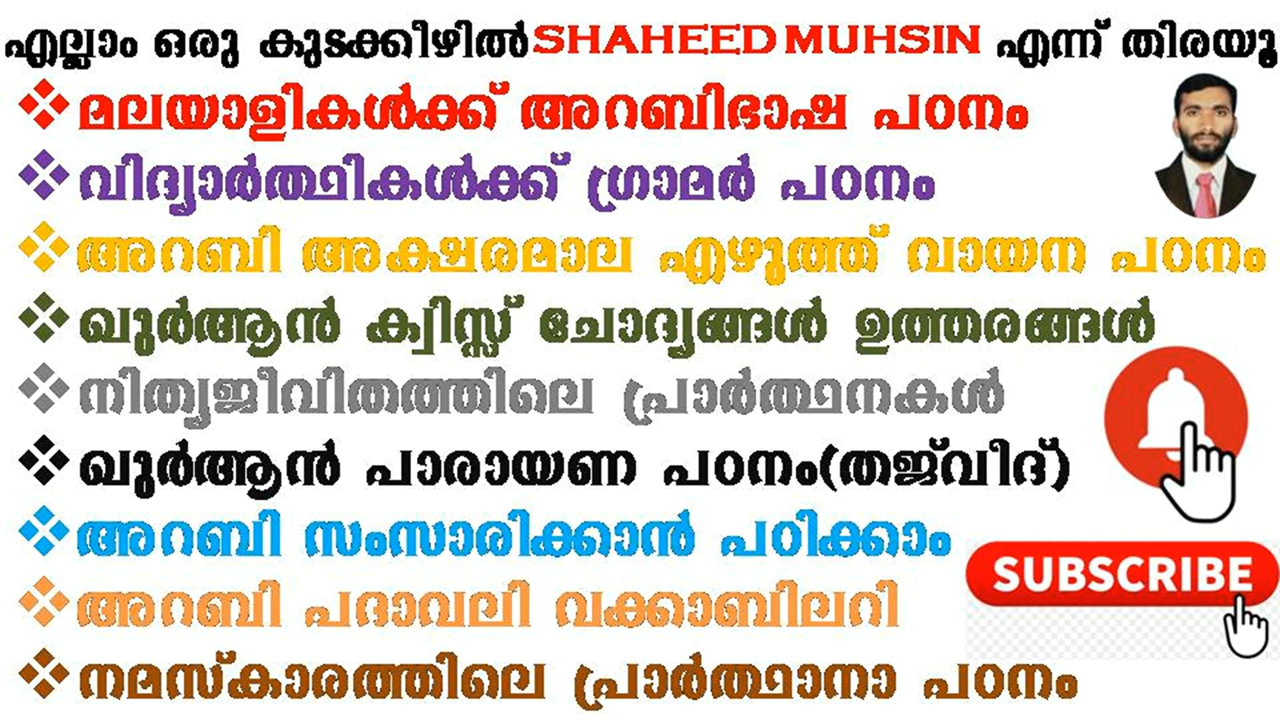 എല്ലാം ഒരു കുടക്കീഴിൽ SHAHEED MUHSIN എന്ന് തിരയൂ
❖മലയാളികൾക്ക് അറബിഭാഷ പഠനം
❖വിദ്യാർത്ഥികൾക്ക് ഗ്രാമർ പഠനം
❖അറബി അക്ഷരമാല എഴുത്ത് വായന പഠനം
❖ഖുർആൻ ക്വിസ്സ് ചോദ്യങ്ങൾ ഉത്തരങ്ങൾ
❖നിത്യജീവിതത്തിലെ പ്രാർത്ഥനകൾ
❖ഖുർആൻ പാരായണ പഠനം(തജ്‌വീദ്)
❖അറബി സംസാരിക്കാൻ പഠിക്കാം
SUBSCRIBE
❖അറബി പദാവലി വക്കാബിലറി
❖നമസ്കാരത്തിലെ പ്രാർത്ഥാനാ പഠനം